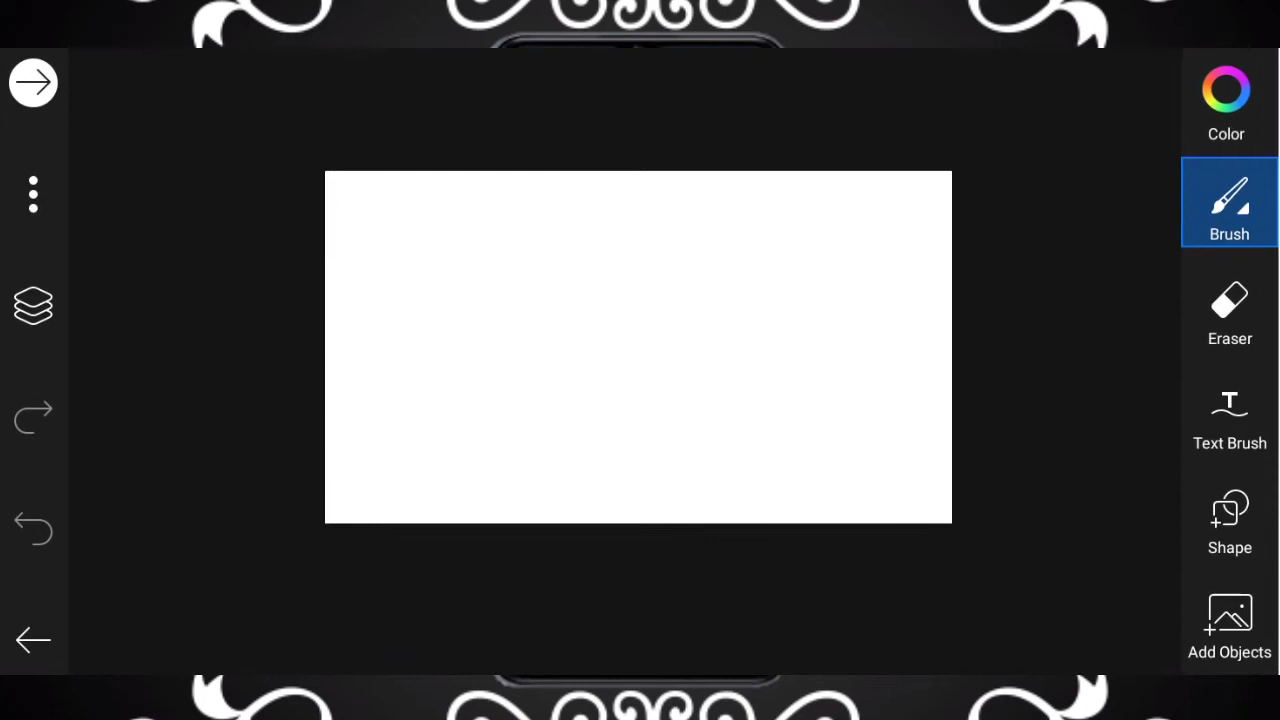 Color
Brush
Eraser
Text Brush
Shape
Add Objects